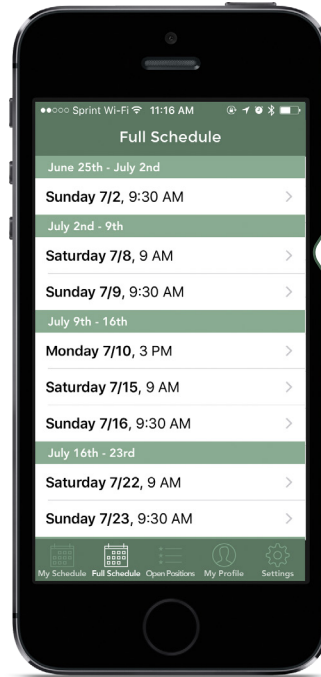 Sprint Wi-Fi 11:16 AM
Full Schedule
June 25th - July 2nd
Sunday 7/2, 9:30 AM
July 2nd - 9th
Saturday 7/8, 9 AM
Sunday 7/9, 9:30 AM
July 9th - 16th
Monday 7/10, 3 PM
Saturday 7/15, 9 AM
Sunday 7/16, 9:30 AM
July 16th - 23rd
Saturday 7/22, 9 AM
Sunday 7/23, 9:30 AM
My Schedule Full Schedule Open Positions My Profile Settings